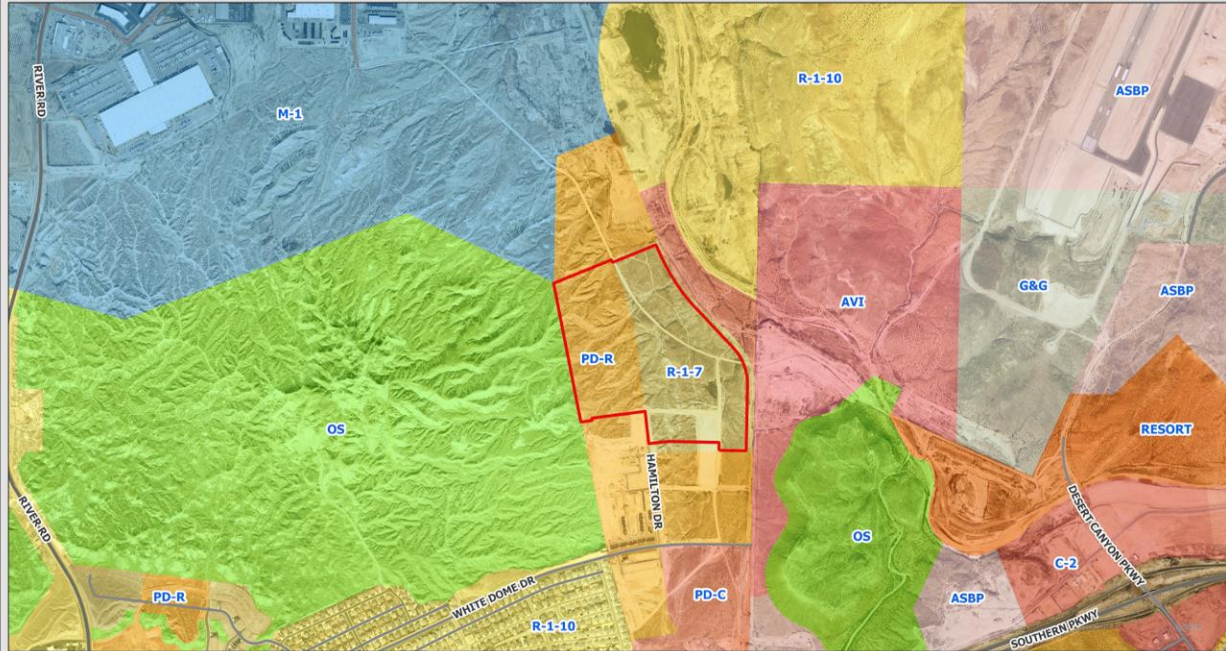 R-1-10
ASBP
RIVER RD
M-1
G&G
ASBP
AVI
PD-R
R-1-7
OS
RESORT
HAMILTON DR
DESERT CANYON PKWY
RIVER RD
OS
C-2
WHITE DOME DR
PD-R
PD-C
ASBP
R-1-10
SOUTHERN PKWY